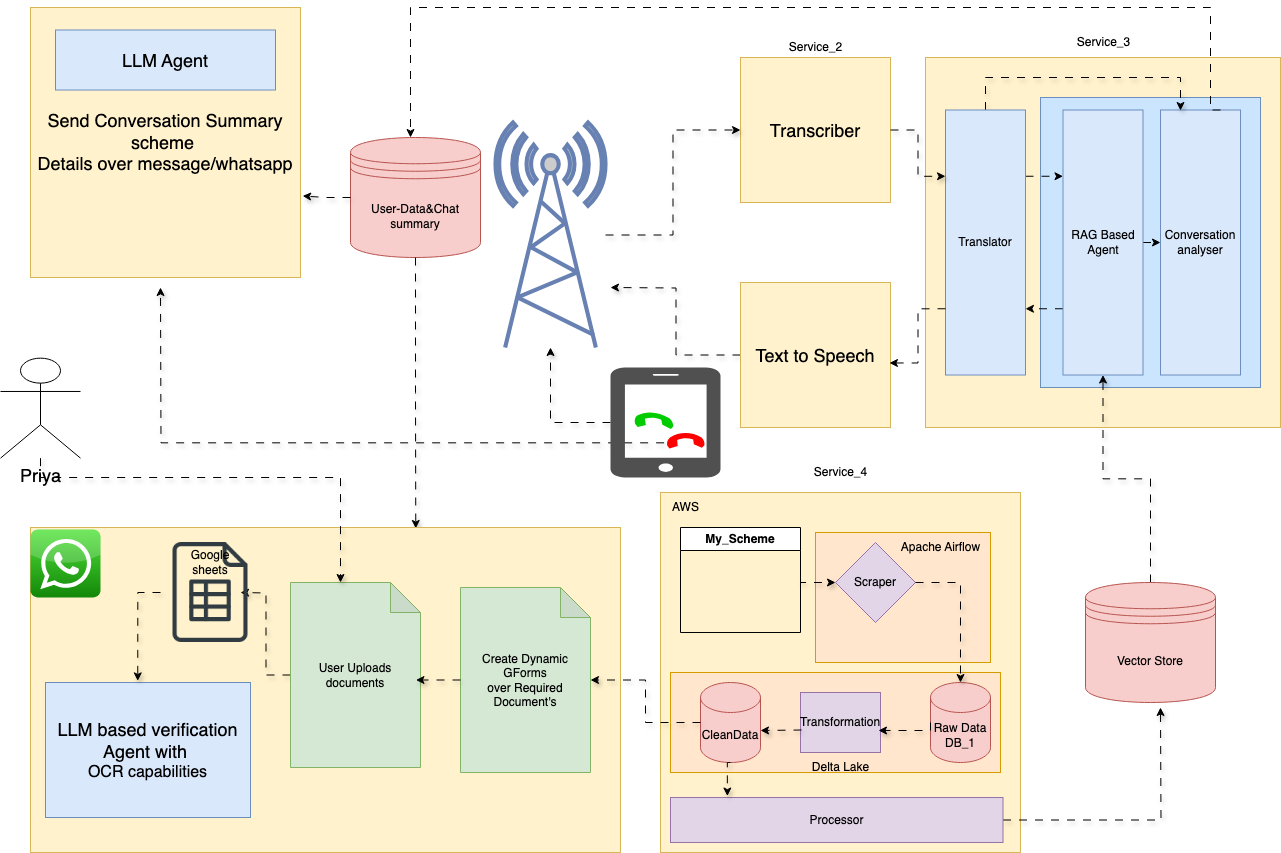 LLM Agent
Send Conversation Summary
scheme
Details over message/whatsapp
User-Data&Chat
summary
Service_2
Transcriber
Text to Speech
Service_3
Translator
RAG Based
Agent
Conversation
analyser
Priya
Google
sheets
LLM based verification
Agent with
OCR capabilities
User Uploads
documents
Create Dynamic
GForms
over Required
Document's
Service_4
AWS
My_Scheme
Apache Airflow
Scraper
CleanData
Transformation
Raw Data
DB_1
Delta Lake
Processor
Vector Store